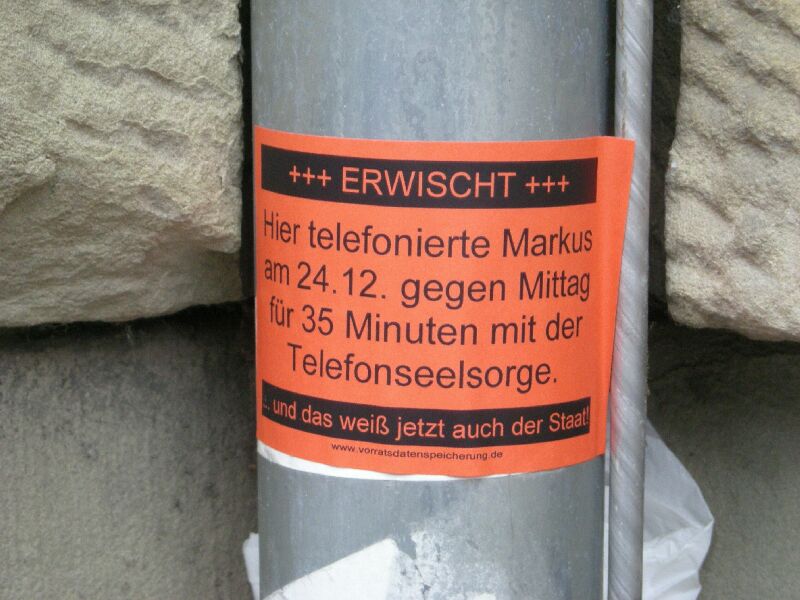 +++ ERWISCHT +++
Hier telefonierte Markus
am 24.12. gegen Mittag
für 35 Minuten mit der
Telefonseelsorge.
... und das weiß jetzt auch der Staat!
www.vorratsdatenspeicherung.de